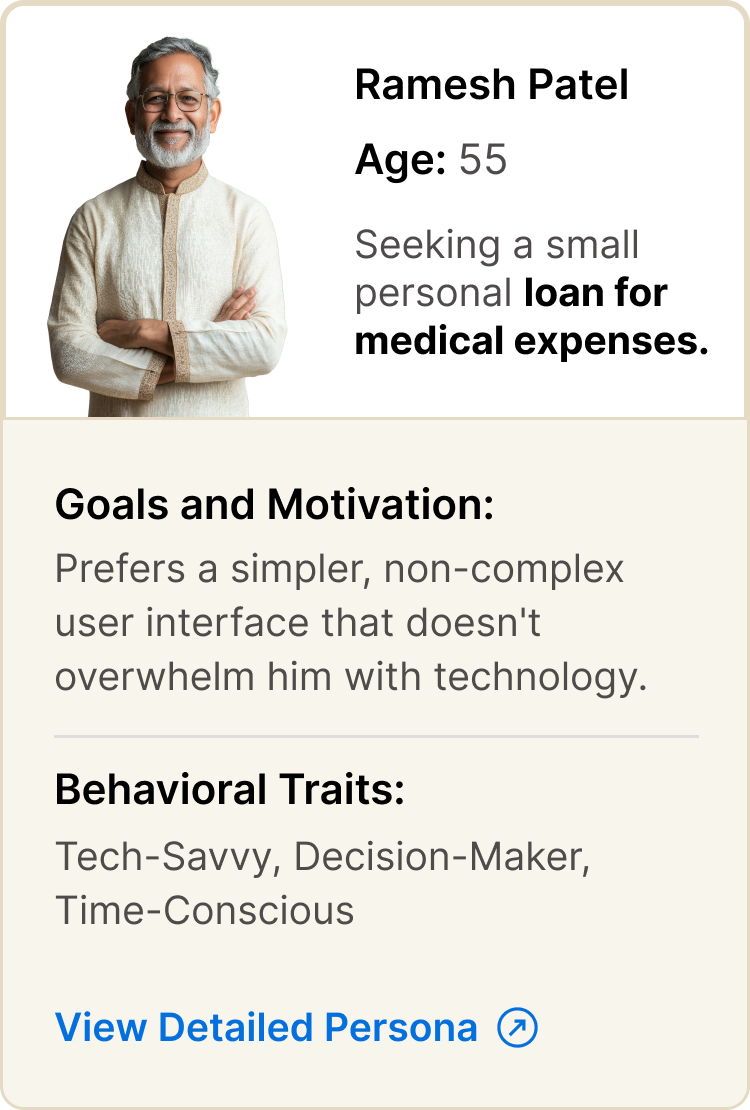 Ramesh Patel
Age: 55
Seeking a small
personal loan for
medical expenses.
Goals and Motivation:
Prefers a simpler, non-complex
user interface that doesn't
overwhelm him with technology.
Behavioral Traits:
Tech-Savvy, Decision-Maker,
Time-Conscious
View Detailed Persona